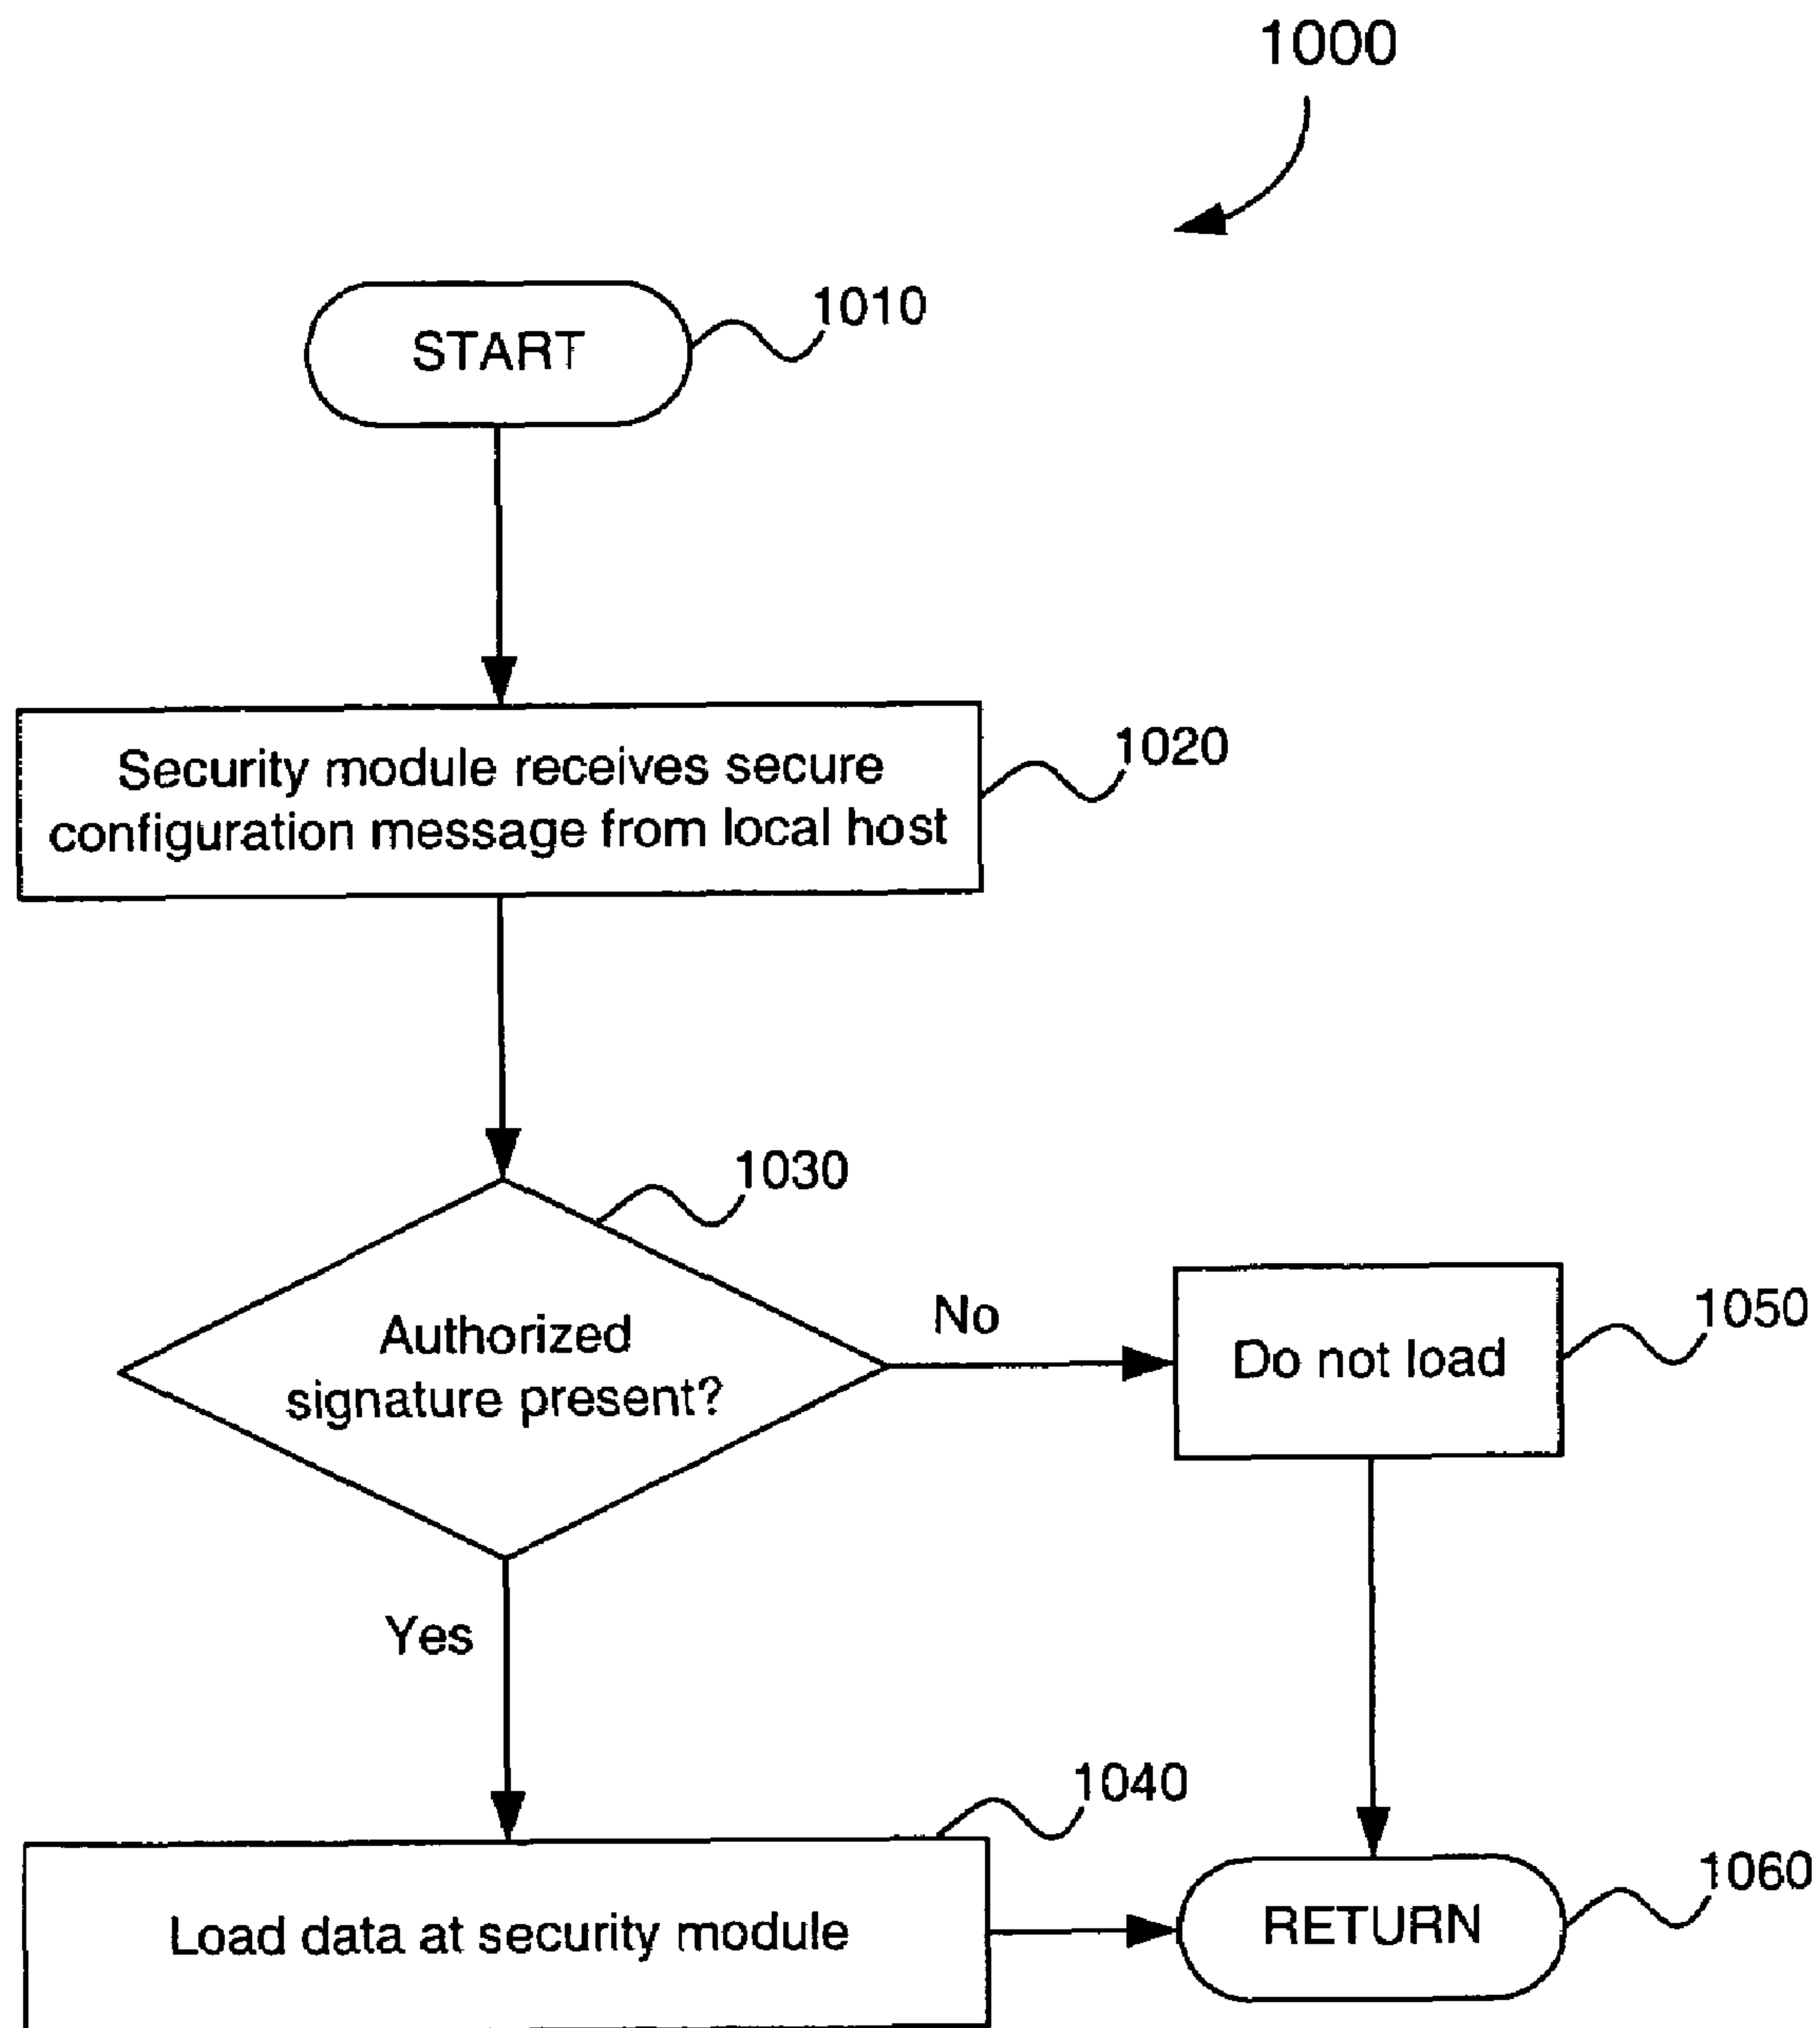 1000
START
1010
Security module receives secure
configuration message from local host
1020
1030
Authorized
signature present?
No
Do not load
1050
Yes
1040
Load data at security module
RETURN
1060